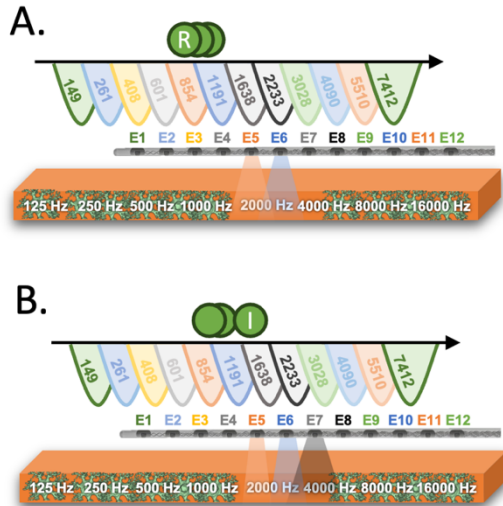 A.
R
149 261 408 601 854 1191 1638 2233 3028 4090 5510 7412
E1 E2 E3 E4 E5 E6 E7 E8 E9 E10 E11 E12
125 Hz 250 Hz 500 Hz 1000 Hz 2000 Hz 4000 Hz 8000 Hz 16000 Hz
B.
I
149 261 408 601 854 1191 1638 2233 3028 4090 5510 7412
E1 E2 E3 E4 E5 E6 E7 E8 E9 E10 E11 E12
125 Hz 250 Hz 500 Hz 1000 Hz 2000 Hz 4000 Hz 8000 Hz 16000 Hz